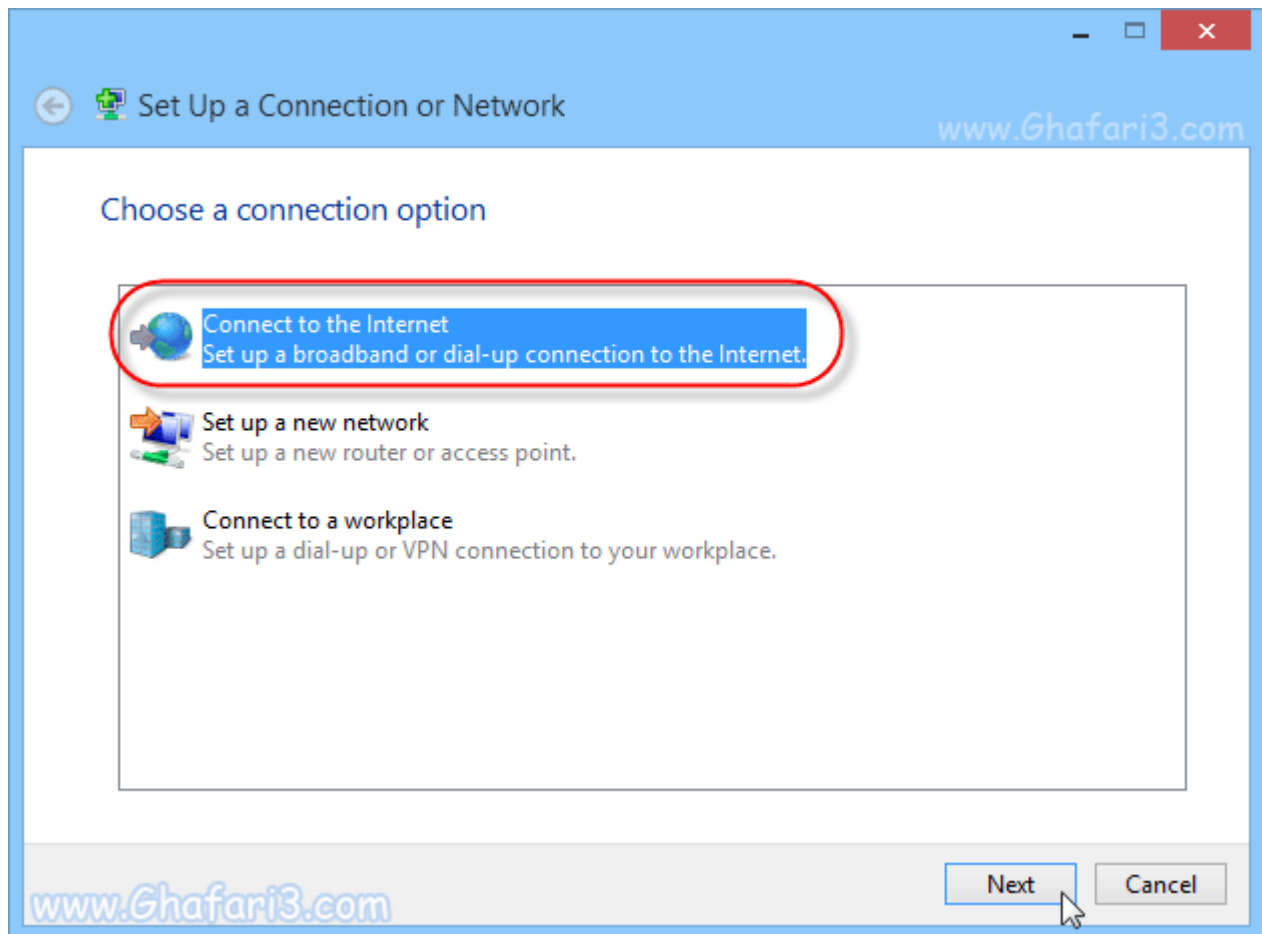 Set Up a Connection or Network
www.Ghafari3.com
Choose a connection option
Connect to the Internet
Set up a broadband or dial-up connection to the Internet.
Set up a new network
Set up a new router or access point.
Connect to a workplace
Set up a dial-up or VPN connection to your workplace.
Next
Cancel
www.Ghafari3.com